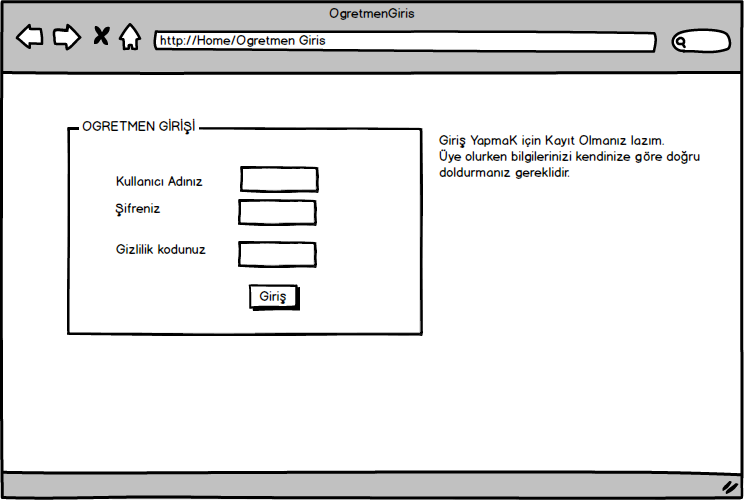 OgretmenGiris
http://Home/Ogretmen Giris
OGRETMEN GİRİŞİ
Kullanıcı Adınız
Şifreniz
Gizlilik kodunuz
Giriş
Giriş YapmaK için Kayıt Olmanız lazım.
Üye olurken bilgilerinizi kendinize göre doğru
doldurmanız gereklidir.